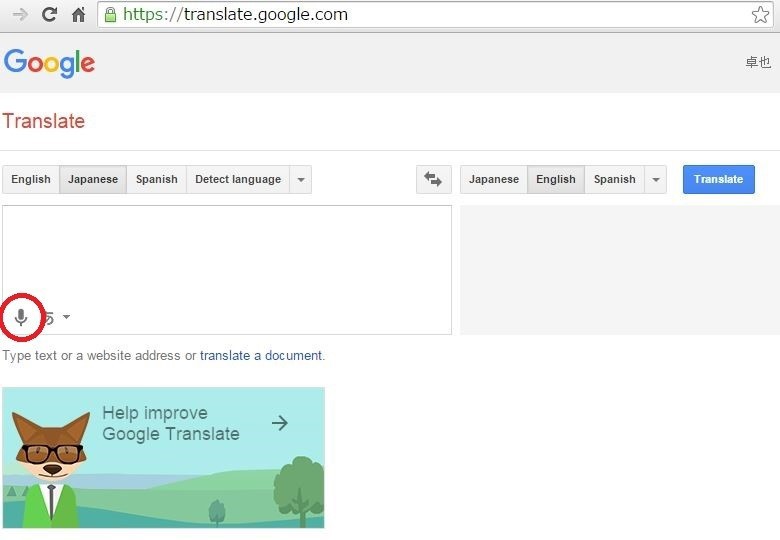 https://translate.google.com
Google
卓也
Translate
English Japanese Spanish Detect language
Japanese English Spanish Translate
あ
Type text or a website address or translate a document.
Help improve
Google Translate